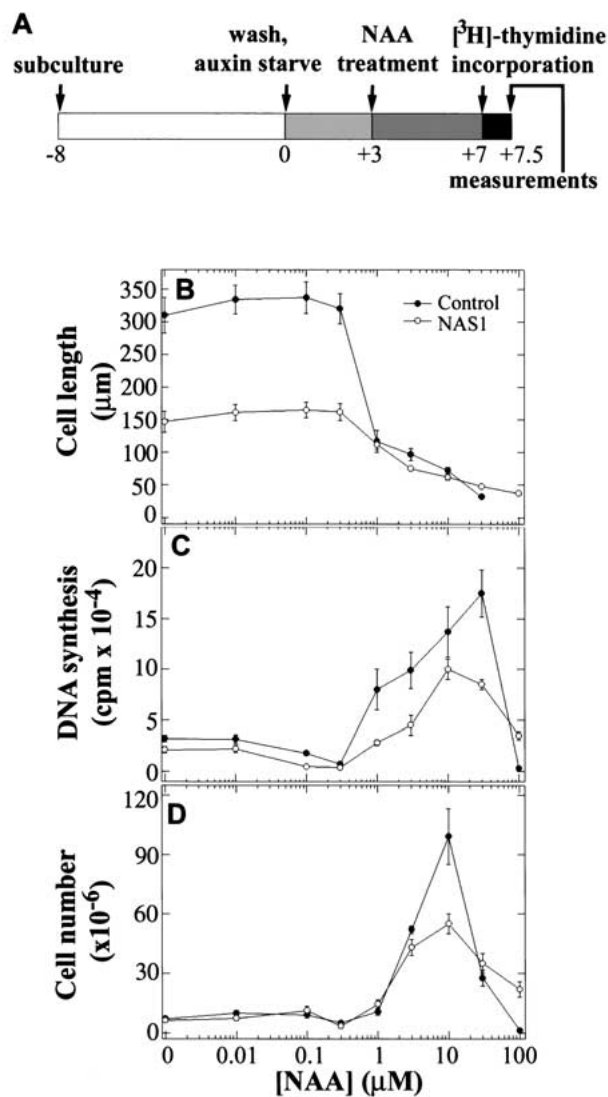 A
subculture
wash,
auxin starve
NAA
treatment
[³H]-thymidine
incorporation
-8
0
+3
+7
+7.5
measurements
B
Control
NAS1
Cell length
(μm)
350
300
250
200
150
100
50
0
C
DNA synthesis
(cpm x 10⁻⁴)
20
15
10
5
0
D
Cell number
(x10⁻⁶)
120
90
60
30
0
0
0.01
0.1
1
10
100
[NAA] (μM)